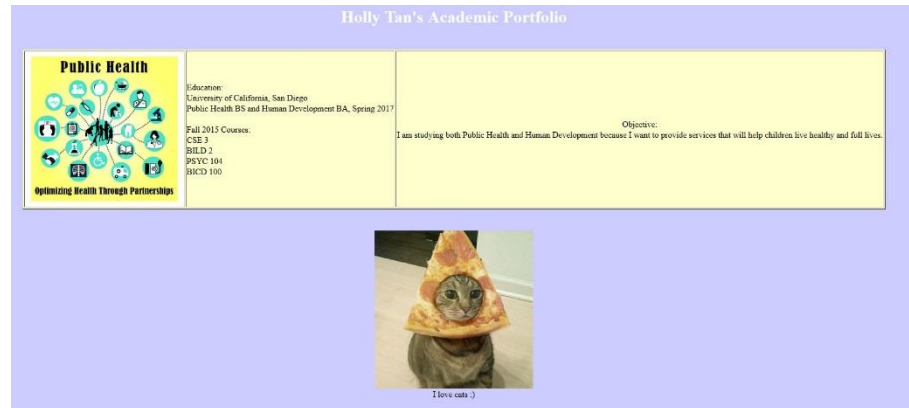 Holly Tan's Academic Portfolio
Public Health
Optimizing Health Through Partnerships
Education:
University of California, San Diego
Public Health BS and Human Development BA, Spring 2017
Fall 2015 Courses:
CSE 3
BILD 2
PSYC 104
BICD 100
Objective:
I am studying both Public Health and Human Development because I want to provide services that will help children live healthy and full lives.
I love cats :)